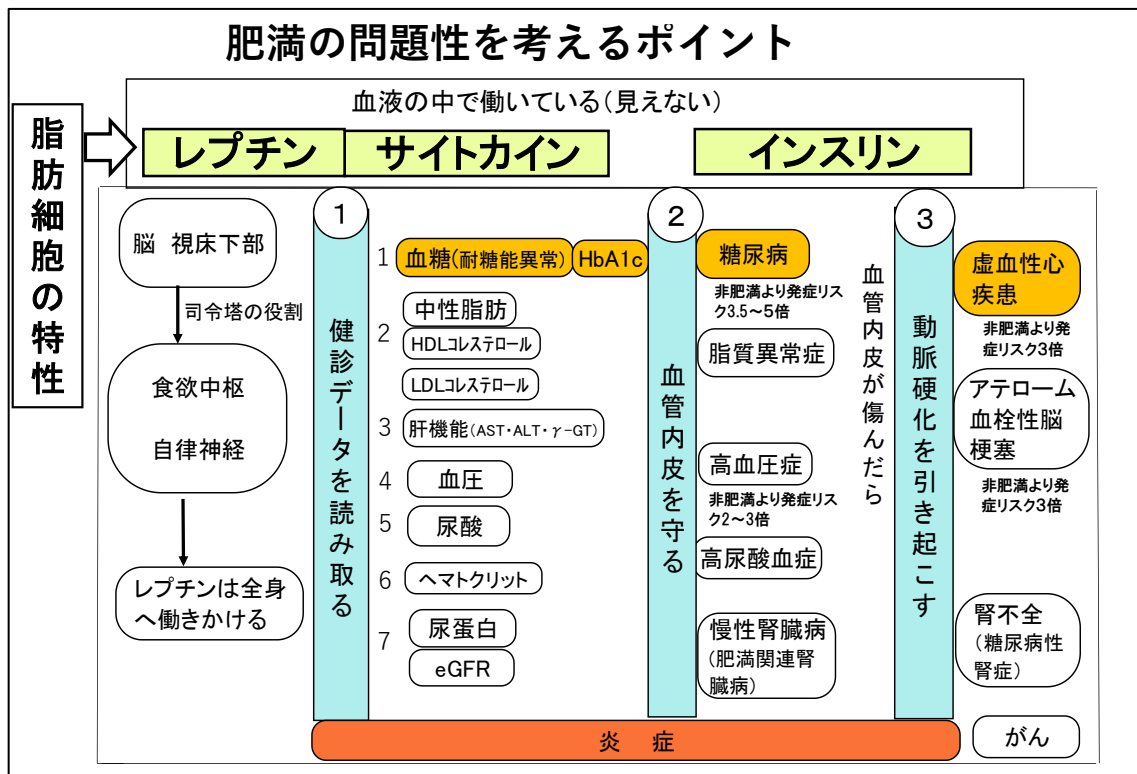 肥満の問題性を考えるポイント
脂肪細胞の特性
血液の中で働いている(見えない)
レプチン
サイトカイン
インスリン
脳 視床下部
司令塔の役割
食欲中枢
自律神経
レプチンは全身
へ働きかける
1
健診データを読み取る
1 血糖(耐糖能異常) HbA1c
2 中性脂肪
HDLコレステロール
LDLコレステロール
3 肝機能(AST・ALT・γ-GT)
4 血圧
5 尿酸
6 ヘマトクリット
7 尿蛋白
eGFR
2
血管内皮を守る
糖尿病
非肥満より発症リス
ク3.5~5倍
脂質異常症
高血圧症
非肥満より発症リス
ク2~3倍
高尿酸血症
慢性腎臓病
(肥満関連腎
臓病)
血管内皮が傷んだら
3
動脈硬化を引き起こす
虚血性心
疾患
非肥満より発
症リスク3倍
アテローム
血栓性脳
梗塞
非肥満より発
症リスク3倍
腎不全
(糖尿病性
腎症)
がん
炎 症